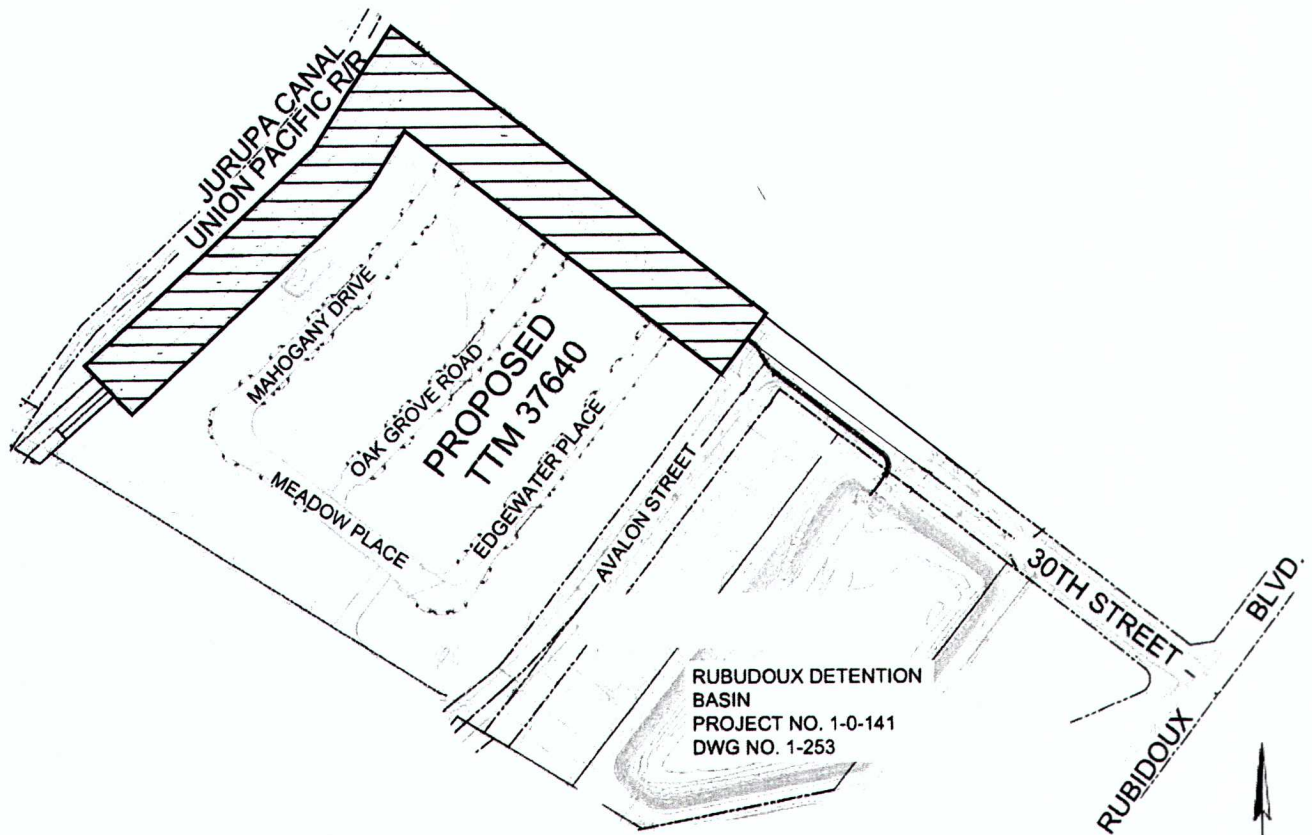 JURUPA CANAL
UNION PACIFIC R/R
MAHOGANY DRIVE
OAK GROVE ROAD
PROPOSED
TTM 37640
EDGEWATER PLACE
MEADOW PLACE
AVALON STREET
30TH STREET
RUBIDOUX BLVD.
RUBUDOUX DETENTION
BASIN
PROJECT NO. 1-0-141
DWG NO. 1-253